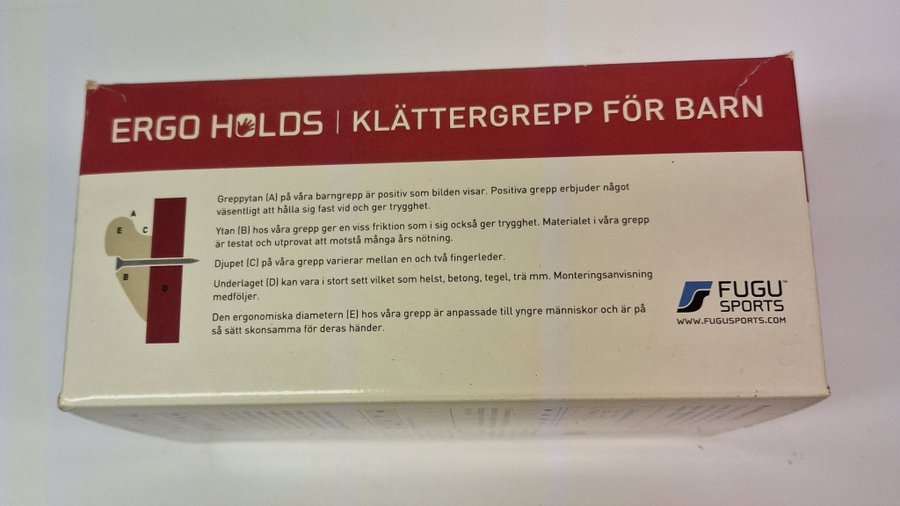 ERGO HOLDS | KLÄTTERGREPP FÖR BARN
Greppytan (A) på våra barngrepp är positiv som bilden visar. Positiva grepp erbjuder något
väsentligt att hålla sig fast vid och ger trygghet.
Ytan (B) hos våra grepp ger en viss friktion som i sig också ger trygghet. Materialet i våra grepp
är testat och utprovat att motstå många års nötning.
Djupet (C) på våra grepp varierar mellan en och två fingerleder.
Underlaget (D) kan vara i stort sett vilket som helst, betong, tegel, trä mm. Monteringsanvisning
medföljer.
Den ergonomiska diametern (E) hos våra grepp är anpassade till yngre människor och är på
så sätt skonsamma för deras händer.
A
E C
B
D
FUGU™
SPORTS
WWW.FUGUSPORTS.COM